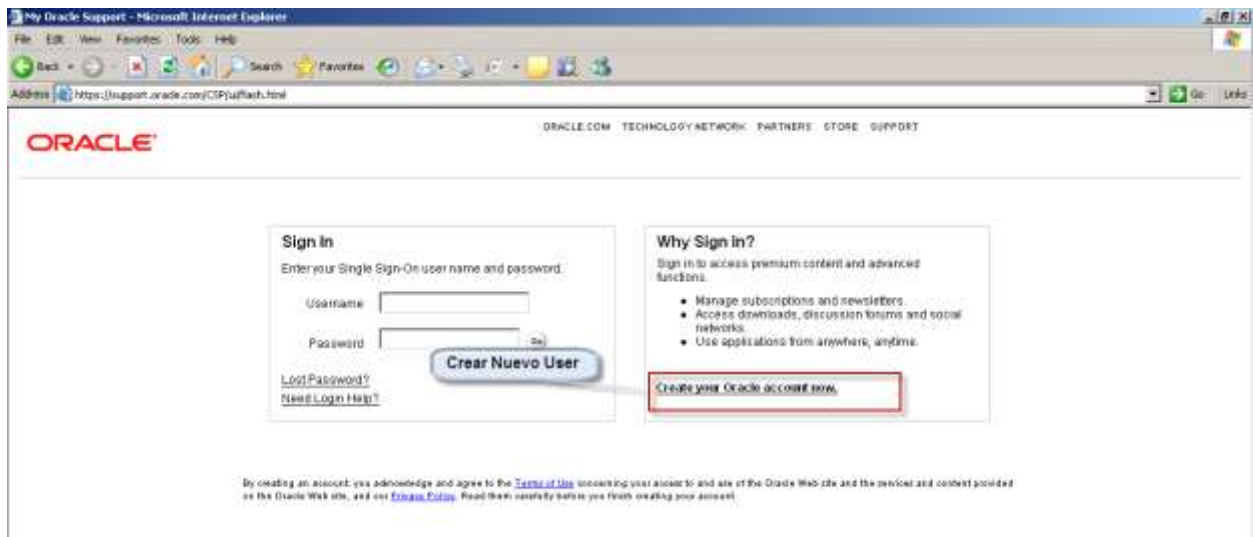 My Oracle Support - Microsoft Internet Explorer
File Edit View Favorites Tools Help
Back Search Favorites
Address https://support.oracle.com/CSP/ui/flash.html Go Links
ORACLE
ORACLE.COM TECHNOLOGY NETWORK PARTNERS STORE SUPPORT
Sign In
Enter your Single Sign-On user name and password.
Username
Password Go
Crear Nuevo User
Lost Password?
Need Login Help?
Why Sign In?
Sign in to access premium content and advanced
functions.
• Manage subscriptions and newsletters.
• Access downloads, discussion forums and social
networks.
• Use applications from anywhere, anytime.
Create your Oracle account now.
By creating an account, you acknowledge and agree to the Terms of Use concerning your access to and use of the Oracle Web site and the services and content provided
on the Oracle Web site, and our Privacy Policy. Read them carefully before you finish creating your account.